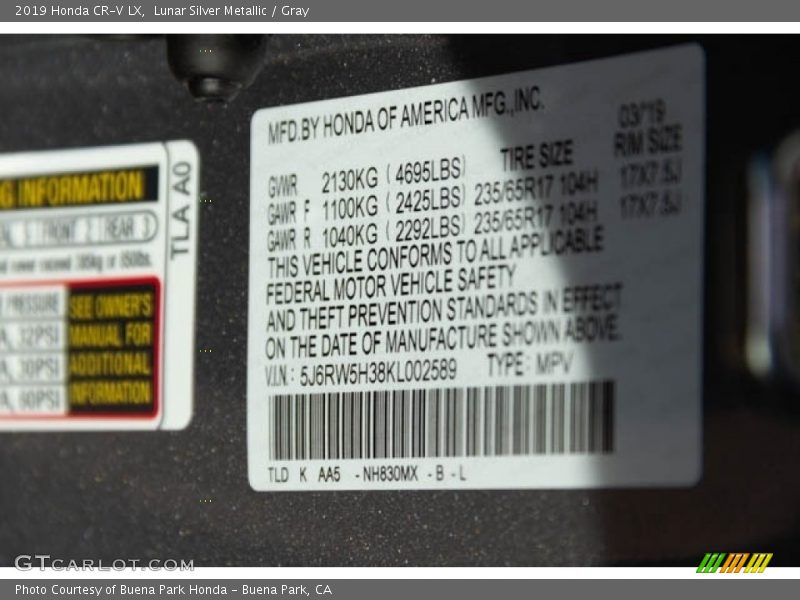 2019 Honda CR-V LX, Lunar Silver Metallic / Gray
MFD.BY HONDA OF AMERICA MFG.,INC.
03/19
TIRE SIZE RIM SIZE
GVWR 2130KG ( 4695LBS)
GAWR F 1100KG ( 2425LBS) 235/65R17 104H 17X7.5J
GAWR R 1040KG ( 2292LBS) 235/65R17 104H 17X7.5J
THIS VEHICLE CONFORMS TO ALL APPLICABLE
FEDERAL MOTOR VEHICLE SAFETY
AND THEFT PREVENTION STANDARDS IN EFFECT
ON THE DATE OF MANUFACTURE SHOWN ABOVE.
V.I.N.: 5J6RW5H38KL002589 TYPE: MPV
TLD K AA5 -NH830MX -B -L
INFORMATION
FRONT 2 REAR 3
TLA A0
PRESSURE
32PSI
30PSI
60PSI
SEE OWNER'S
MANUAL FOR
ADDITIONAL
INFORMATION
GTCARLOT.COM
Photo Courtesy of Buena Park Honda - Buena Park, CA